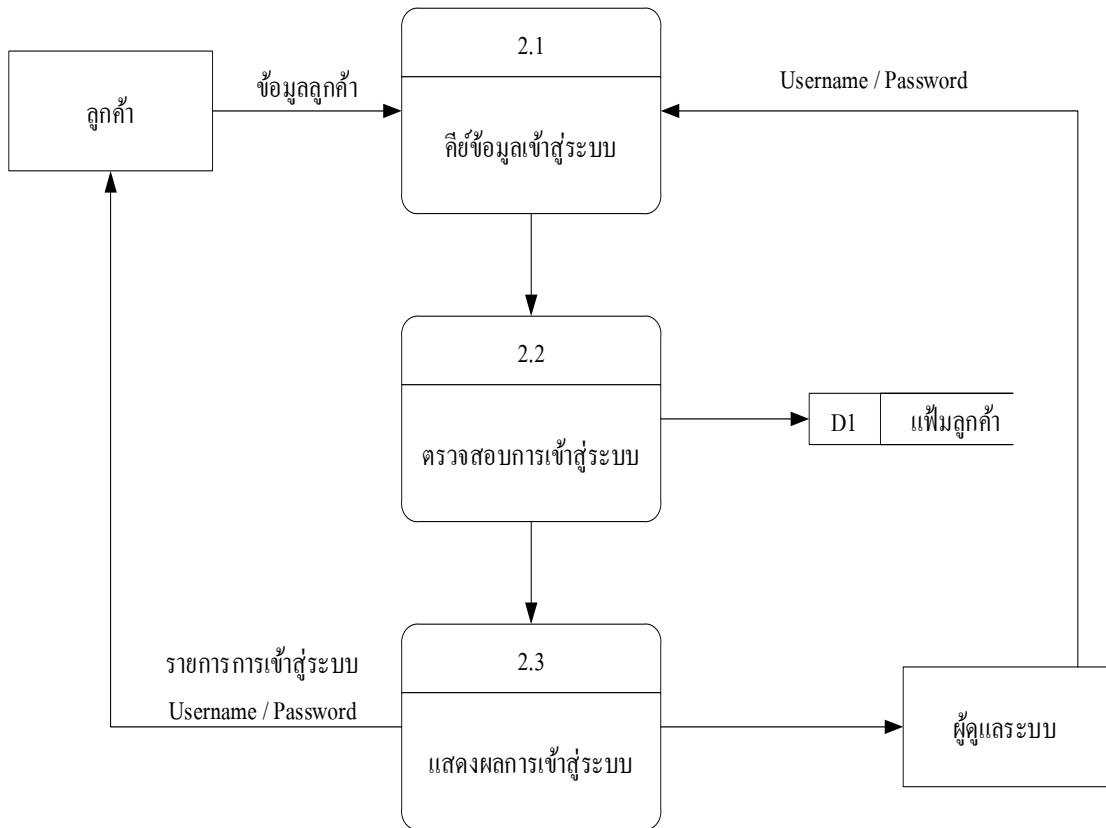 2.1
ลูกค้า
ข้อมูลลูกค้า
คีย์ข้อมูลเข้าสู่ระบบ
Username / Password
2.2
ตรวจสอบการเข้าสู่ระบบ
D1
แฟ้มลูกค้า
2.3
รายการการเข้าสู่ระบบ
Username / Password
แสดงผลการเข้าสู่ระบบ
ผู้ดูแลระบบ